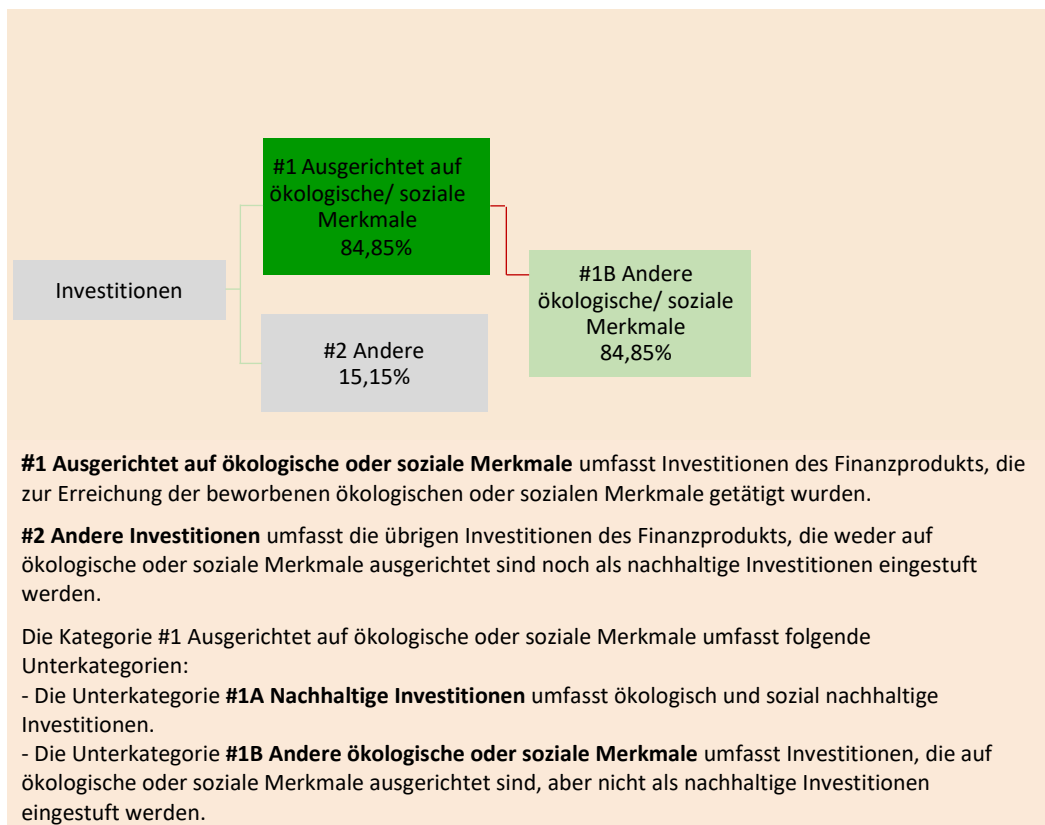 #1 Ausgerichtet auf
ökologische/ soziale
Merkmale
84,85%
Investitionen
#1B Andere
ökologische/ soziale
Merkmale
84,85%
#2 Andere
15,15%
#1 Ausgerichtet auf ökologische oder soziale Merkmale umfasst Investitionen des Finanzprodukts, die
zur Erreichung der beworbenen ökologischen oder sozialen Merkmale getätigt wurden.
#2 Andere Investitionen umfasst die übrigen Investitionen des Finanzprodukts, die weder auf
ökologische oder soziale Merkmale ausgerichtet sind noch als nachhaltige Investitionen eingestuft
werden.
Die Kategorie #1 Ausgerichtet auf ökologische oder soziale Merkmale umfasst folgende
Unterkategorien:
- Die Unterkategorie #1A Nachhaltige Investitionen umfasst ökologisch und sozial nachhaltige
Investitionen.
- Die Unterkategorie #1B Andere ökologische oder soziale Merkmale umfasst Investitionen, die auf
ökologische oder soziale Merkmale ausgerichtet sind, aber nicht als nachhaltige Investitionen
eingestuft werden.